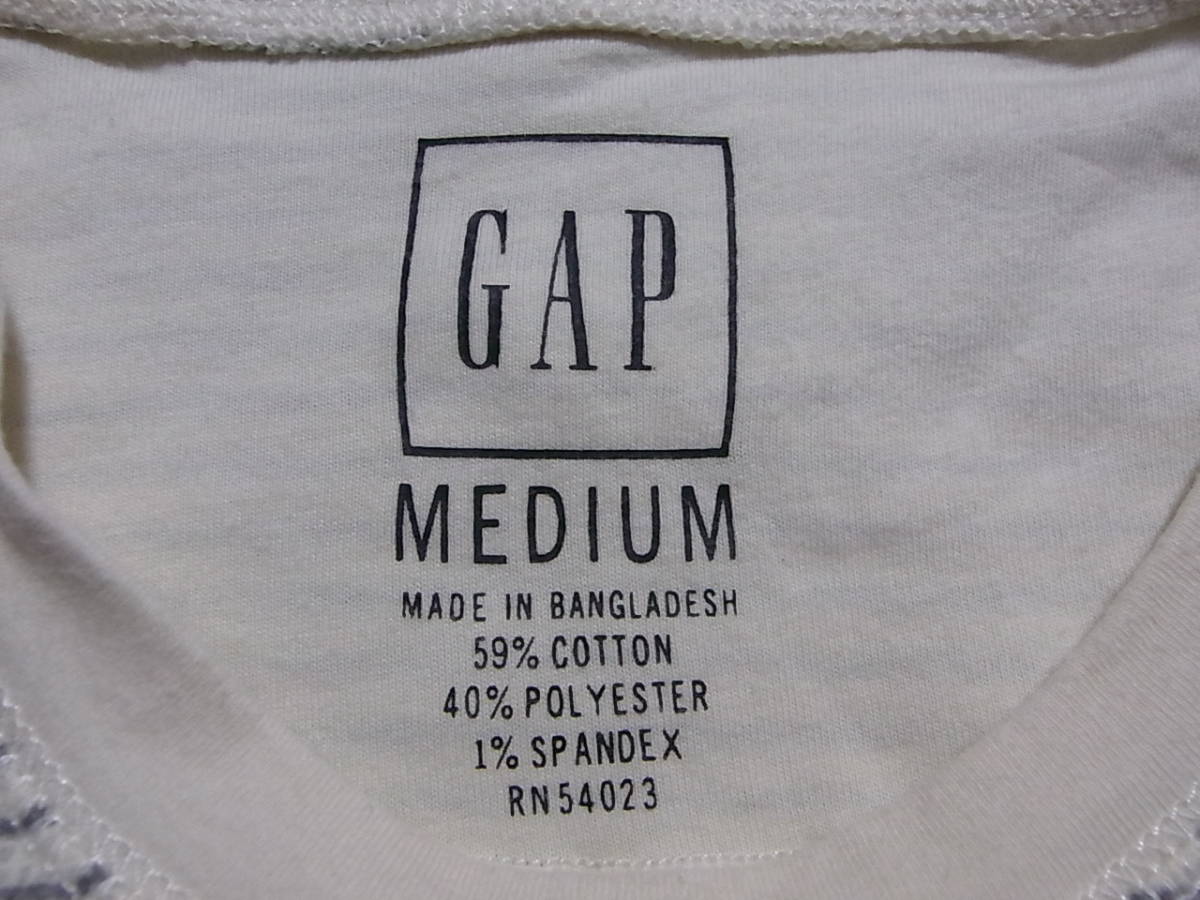 GAP
MEDIUM
MADE IN BANGLADESH
59% COTTON
40% POLYESTER
1% SPANDEX
RN54023